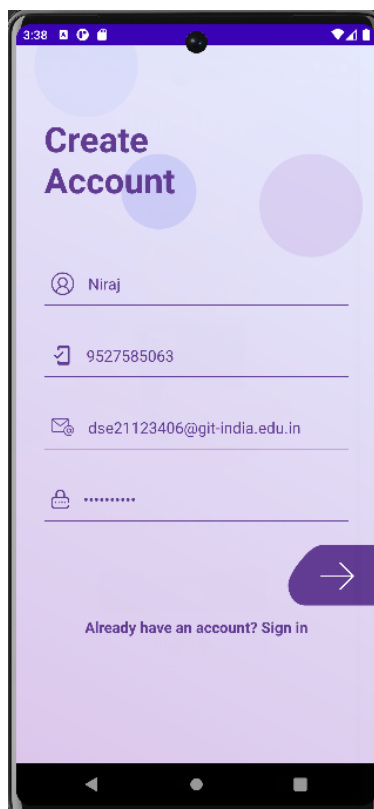 3:38
Create
Account
Niraj
9527585063
dse21123406@git-india.edu.in
••••••••••
Already have an account? Sign in